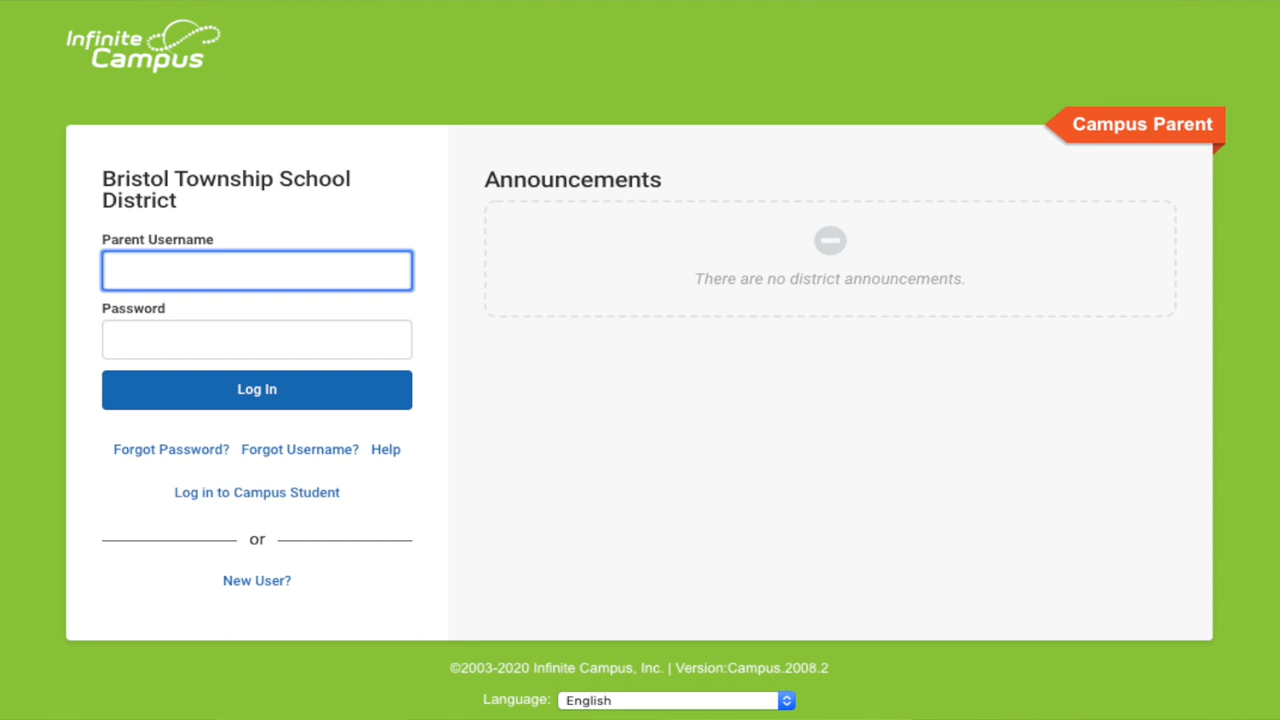 Infinite
Campus
Campus Parent
Bristol Township School
District
Parent Username
Password
Log In
Forgot Password? Forgot Username? Help
Log in to Campus Student
or
New User?
Announcements
There are no district announcements.
©2003-2020 Infinite Campus, Inc. | Version:Campus.2008.2
Language: English